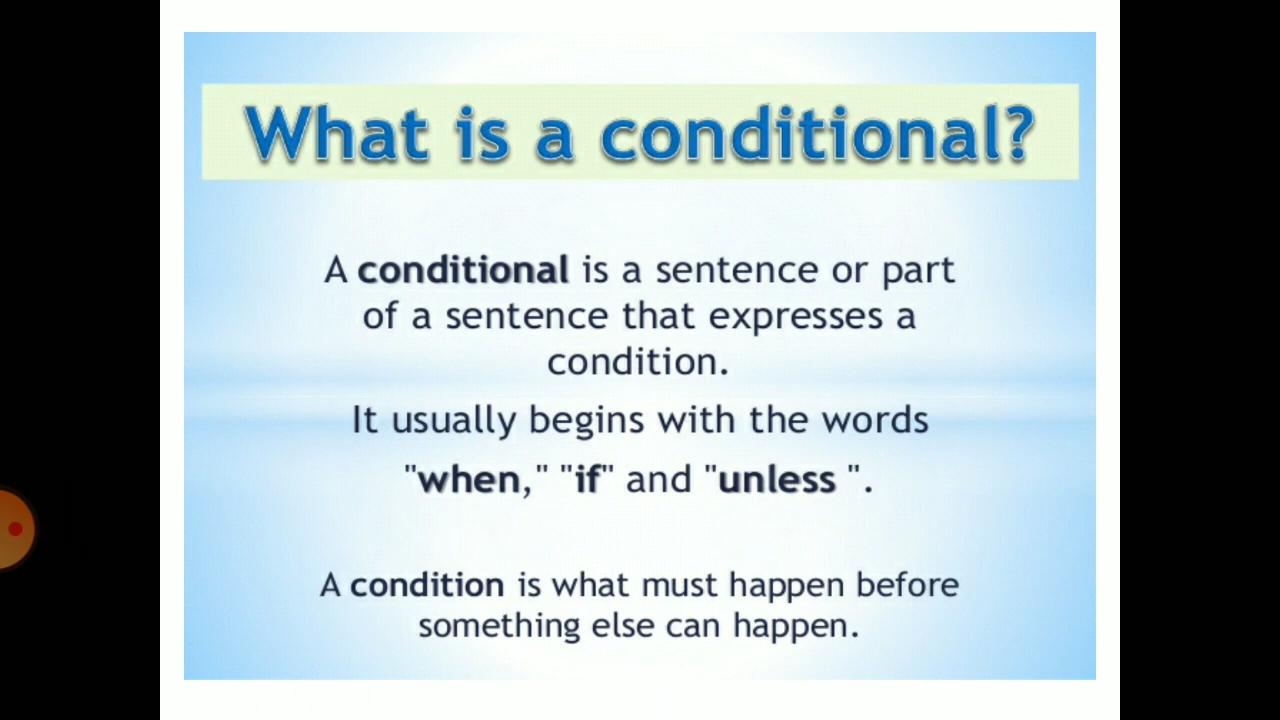 What is a conditional?
A conditional is a sentence or part
of a sentence that expresses a
condition.
It usually begins with the words
"when," "if" and "unless ".
A condition is what must happen before
something else can happen.